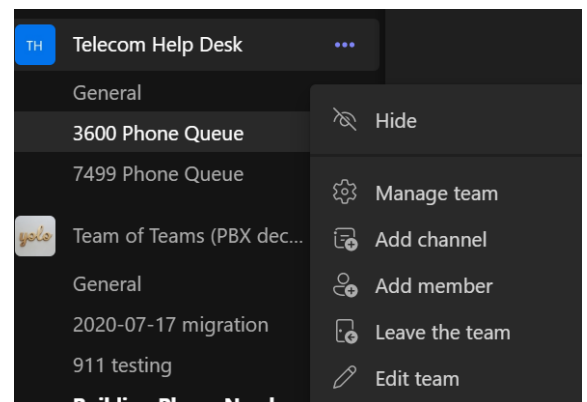 TH Telecom Help Desk
General
3600 Phone Queue
7499 Phone Queue
yolo Team of Teams (PBX dec...
General
2020-07-17 migration
911 testing
Hide
Manage team
Add channel
Add member
Leave the team
Edit team